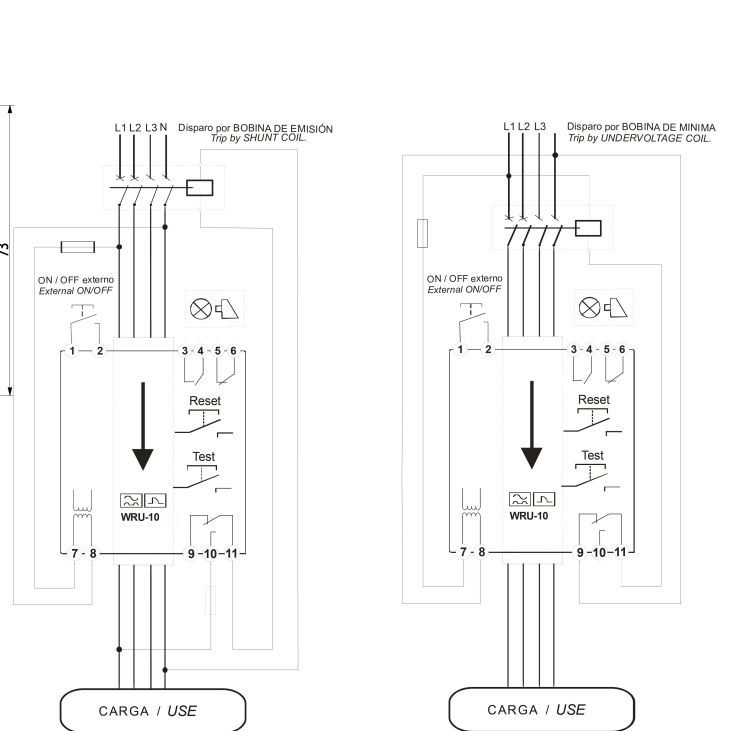 L1 L2 L3 N
Disparo por BOBINA DE EMISIÓN
Trip by SHUNT COIL.
73
ON / OFF externo
External ON/OFF
1 - 2
3 - 4 - 5 - 6
Reset
Test
WRU-10
7 - 8
9 - 10 - 11
CARGA / USE
L1 L2 L3
Disparo por BOBINA DE MINIMA
Trip by UNDERVOLTAGE COIL.
ON / OFF externo
External ON/OFF
1 - 2
3 - 4 - 5 - 6
Reset
Test
WRU-10
7 - 8
9 - 10 - 11
CARGA / USE